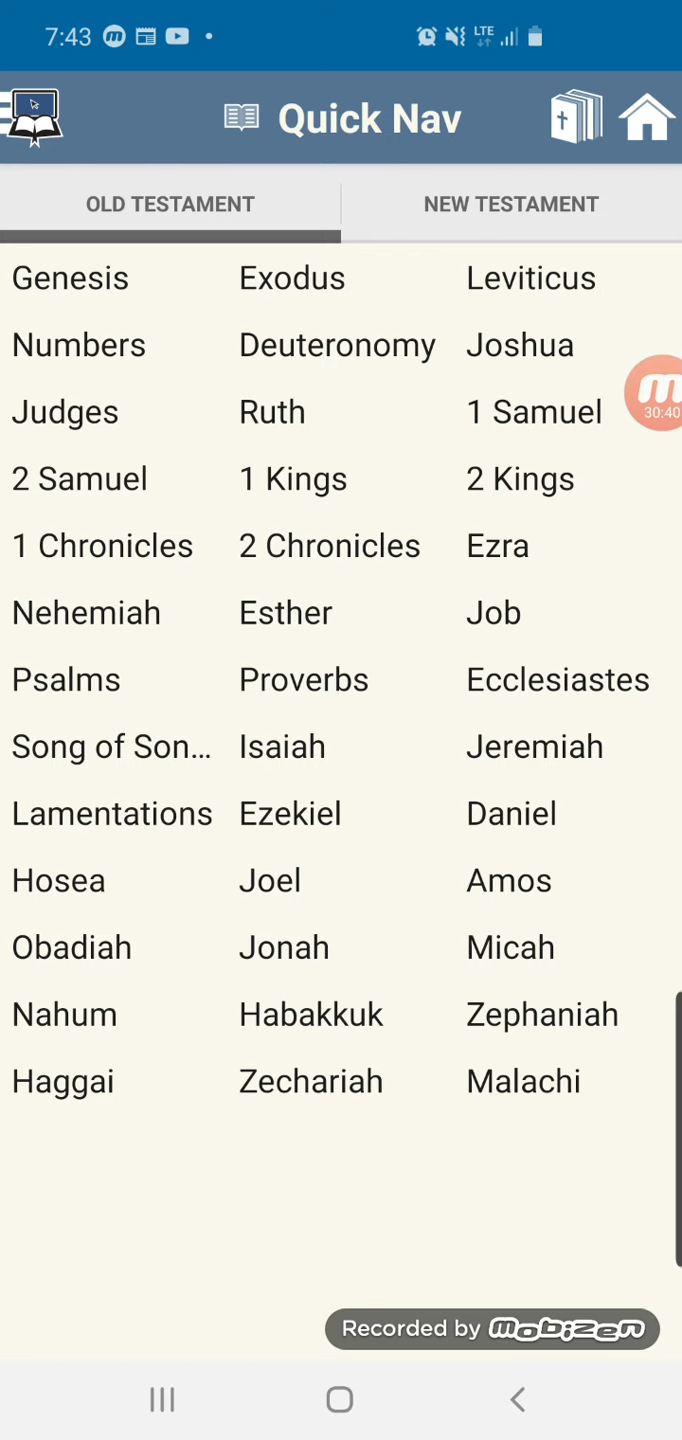 7:43 LTE
Quick Nav
OLD TESTAMENT NEW TESTAMENT
Genesis Exodus Leviticus
Numbers Deuteronomy Joshua
30:40
Judges Ruth 1 Samuel
2 Samuel 1 Kings 2 Kings
1 Chronicles 2 Chronicles Ezra
Nehemiah Esther Job
Psalms Proverbs Ecclesiastes
Song of Son... Isaiah Jeremiah
Lamentations Ezekiel Daniel
Hosea Joel Amos
Obadiah Jonah Micah
Nahum Habakkuk Zephaniah
Haggai Zechariah Malachi
Recorded by mobizen